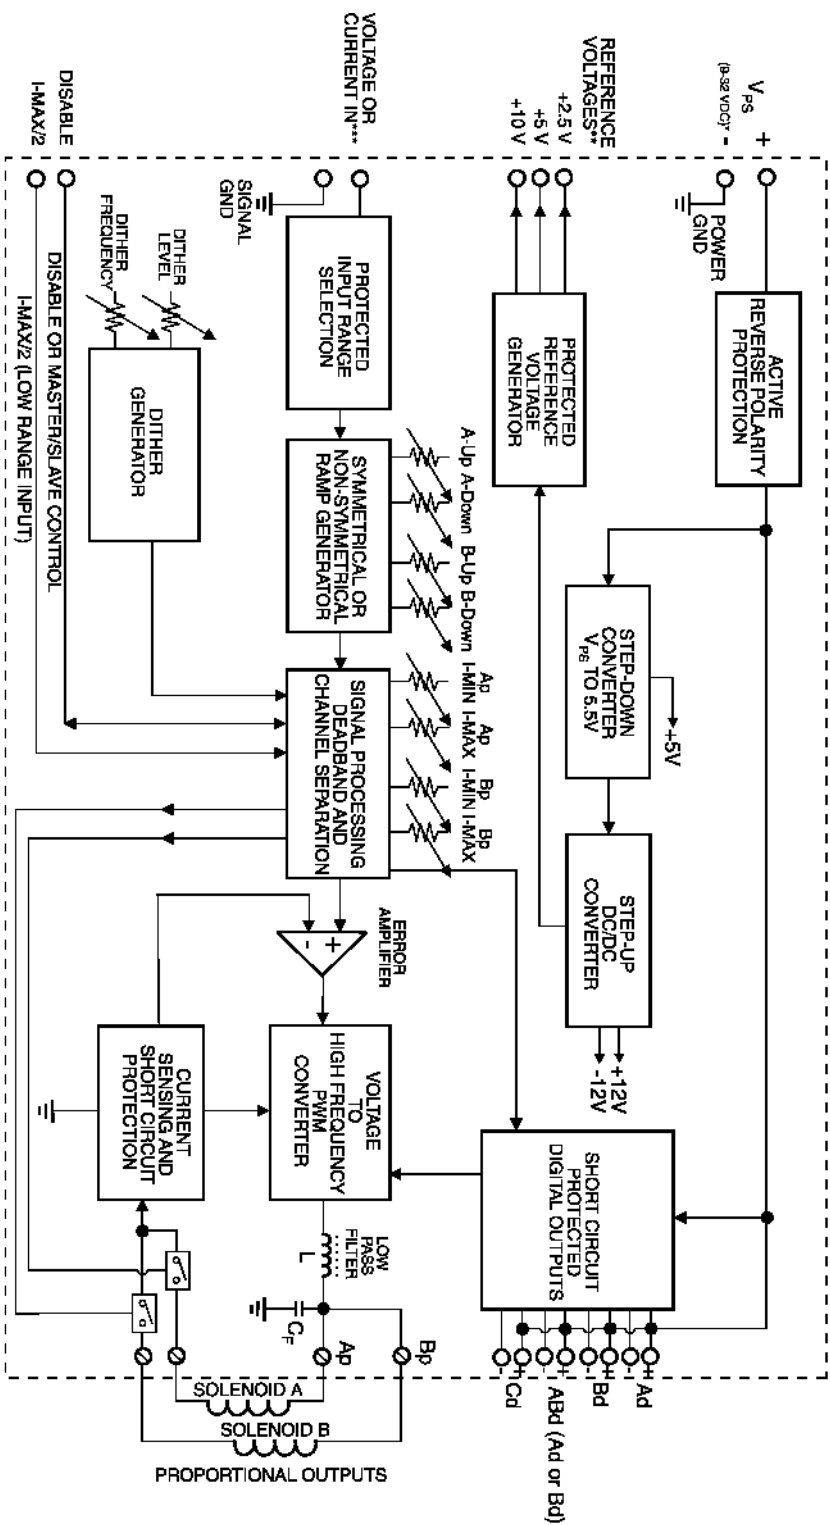 V PS
(9-32 VDC)*
+
-
POWER
GND
ACTIVE
REVERSE POLARITY
PROTECTION
STEP-DOWN
CONVERTER
V PS TO 5.5V
+5V
STEP-UP
DC/DC
CONVERTER
+12V
-12V
REFERENCE
VOLTAGES**
+2.5 V
+5 V
+10 V
PROTECTED
REFERENCE
VOLTAGE
GENERATOR
SHORT CIRCUIT
PROTECTED
DIGITAL OUTPUTS
+
-
Ad
+
-
Bd
+
-
ABd (Ad or Bd)
+
-
Cd
VOLTAGE OR
CURRENT IN***
SIGNAL
GND
PROTECTED
INPUT RANGE
SELECTION
A-Up
A-Down
B-Up
B-Down
SYMMETRICAL OR
NON-SYMMETRICAL
RAMP GENERATOR
Ap
I-MIN
Ap
I-MAX
Bp
I-MIN
Bp
I-MAX
SIGNAL PROCESSING
DEADBAND AND
CHANNEL SEPARATION
ERROR
AMPLIFIER
+
-
VOLTAGE
TO
HIGH FREQUENCY
PWM
CONVERTER
LOW
PASS
FILTER
L
C F
Bp
Ap
DITHER
LEVEL
DITHER
FREQUENCY
DITHER
GENERATOR
CURRENT
SENSING AND
SHORT CIRCUIT
PROTECTION
DISABLE
DISABLE OR MASTER/SLAVE CONTROL
I-MAX/2
I-MAX/2 (LOW RANGE INPUT)
SOLENOID A
SOLENOID B
PROPORTIONAL OUTPUTS